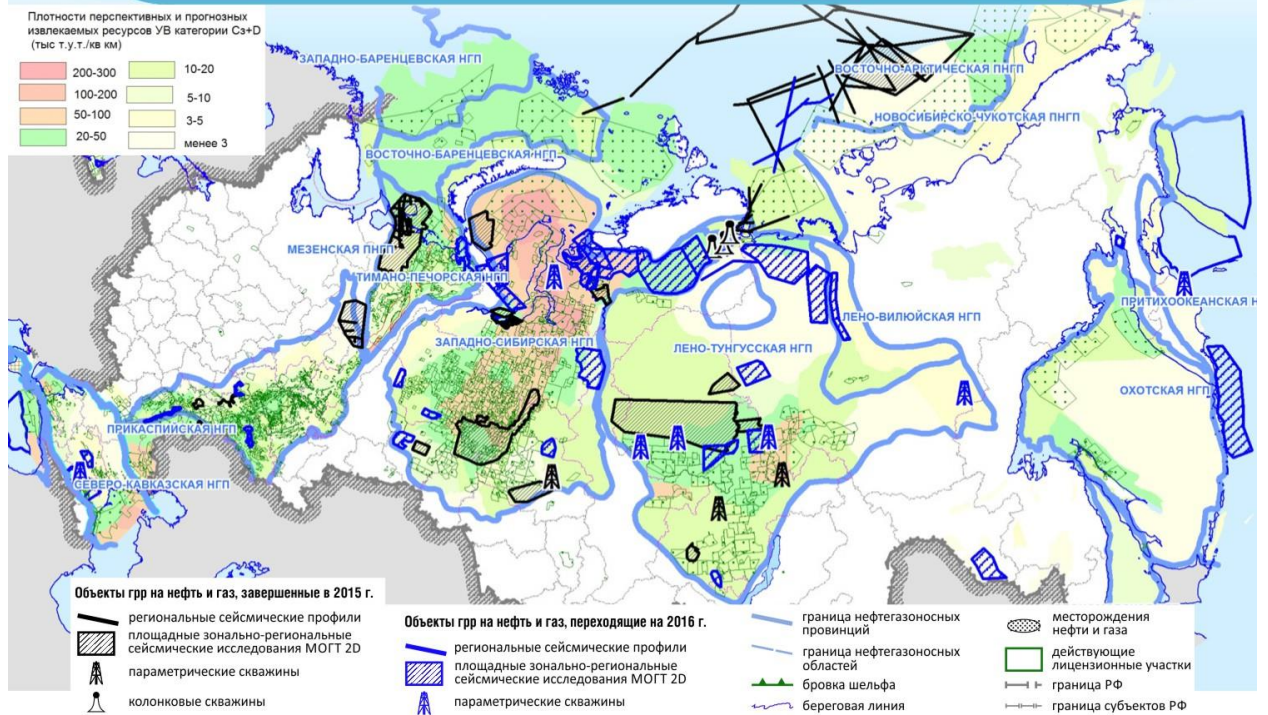 Плотности перспективных и прогнозных
извлекаемых ресурсов УВ категории Сз+D
(тыс т.у.т./кв км)
200-300
100-200
50-100
20-50
10-20
5-10
3-5
менее 3
ЗАПАДНО-БАРЕНЦЕВСКАЯ НГП
ВОСТОЧНО-АРКТИЧЕСКАЯ ПНГП
НОВОСИБИРСКО-ЧУКОТСКАЯ ПНГП
ВОСТОЧНО-БАРЕНЦЕВСКАЯ НГП
МЕЗЕНСКАЯ ПНГП
ТИМАНО-ПЕЧОРСКАЯ НГП
ПРИТИХООКЕАНСКАЯ Н
ЛЕНО-ВИЛЮЙСКАЯ НГП
ЗАПАДНО-СИБИРСКАЯ НГП
ЛЕНО-ТУНГУССКАЯ НГП
ОХОТСКАЯ НГП
ПРИКАСПИЙСКАЯ НГП
СЕВЕРО-КАВКАЗСКАЯ НГП
Объекты грр на нефть и газ, завершенные в 2015 г.
региональные сейсмические профили
площадные зонально-региональные
сейсмические исследования МОГТ 2D
параметрические скважины
колонковые скважины
Объекты грр на нефть и газ, переходящие на 2016 г.
региональные сейсмические профили
площадные зонально-региональные
сейсмические исследования МОГТ 2D
параметрические скважины
граница нефтегазоносных
провинций
граница нефтегазоносных
областей
бровка шельфа
береговая линия
месторождения
нефти и газа
действующие
лицензионные участки
граница РФ
граница субъектов РФ